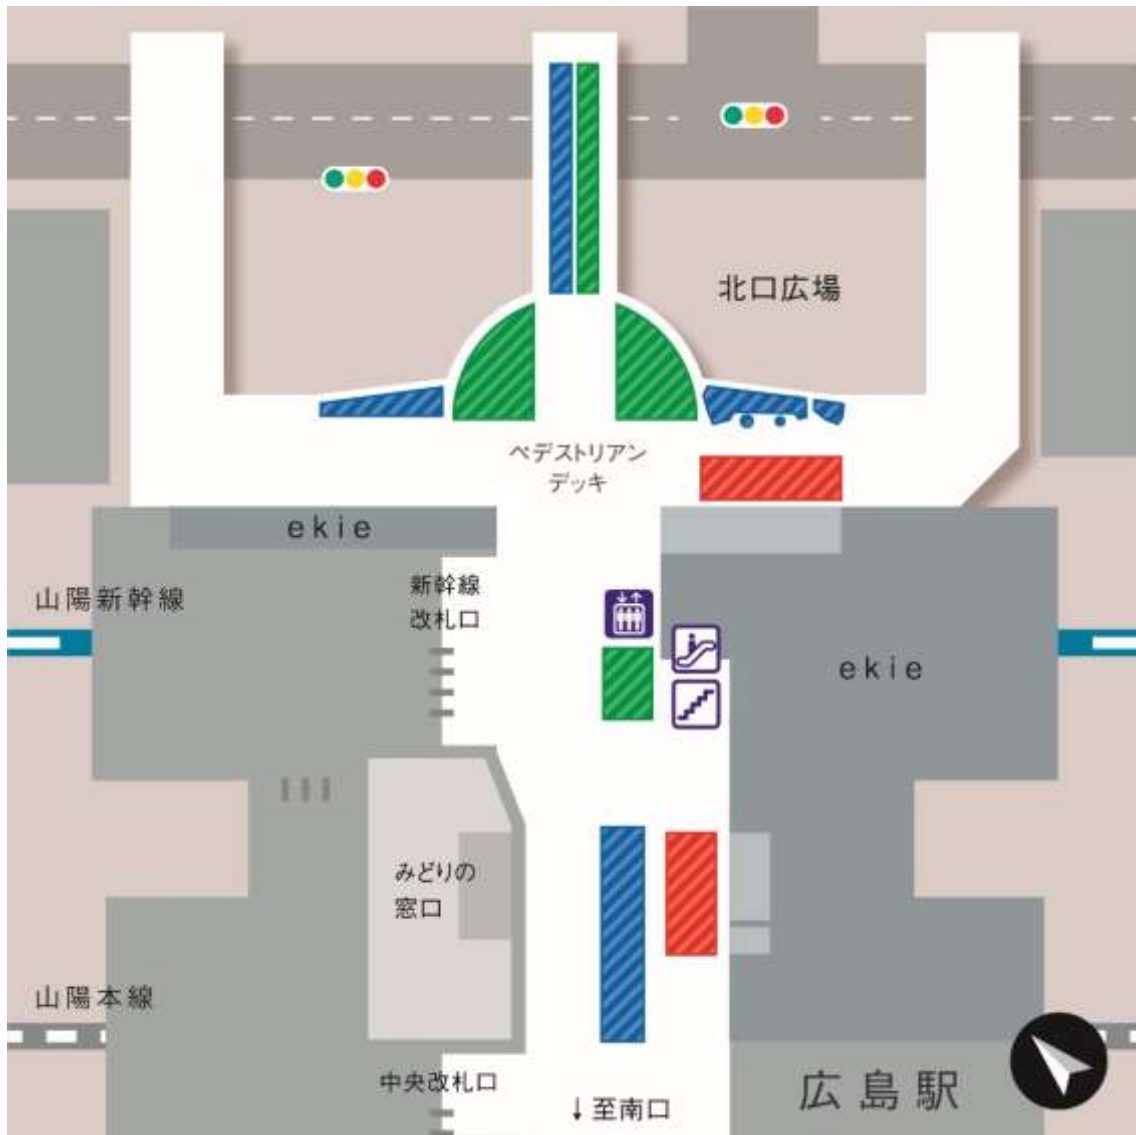 北口広場
ペデストリアン
デッキ
ekie
新幹線
改札口
山陽新幹線
ekie
みどりの
窓口
山陽本線
中央改札口
広島駅
↓至南口